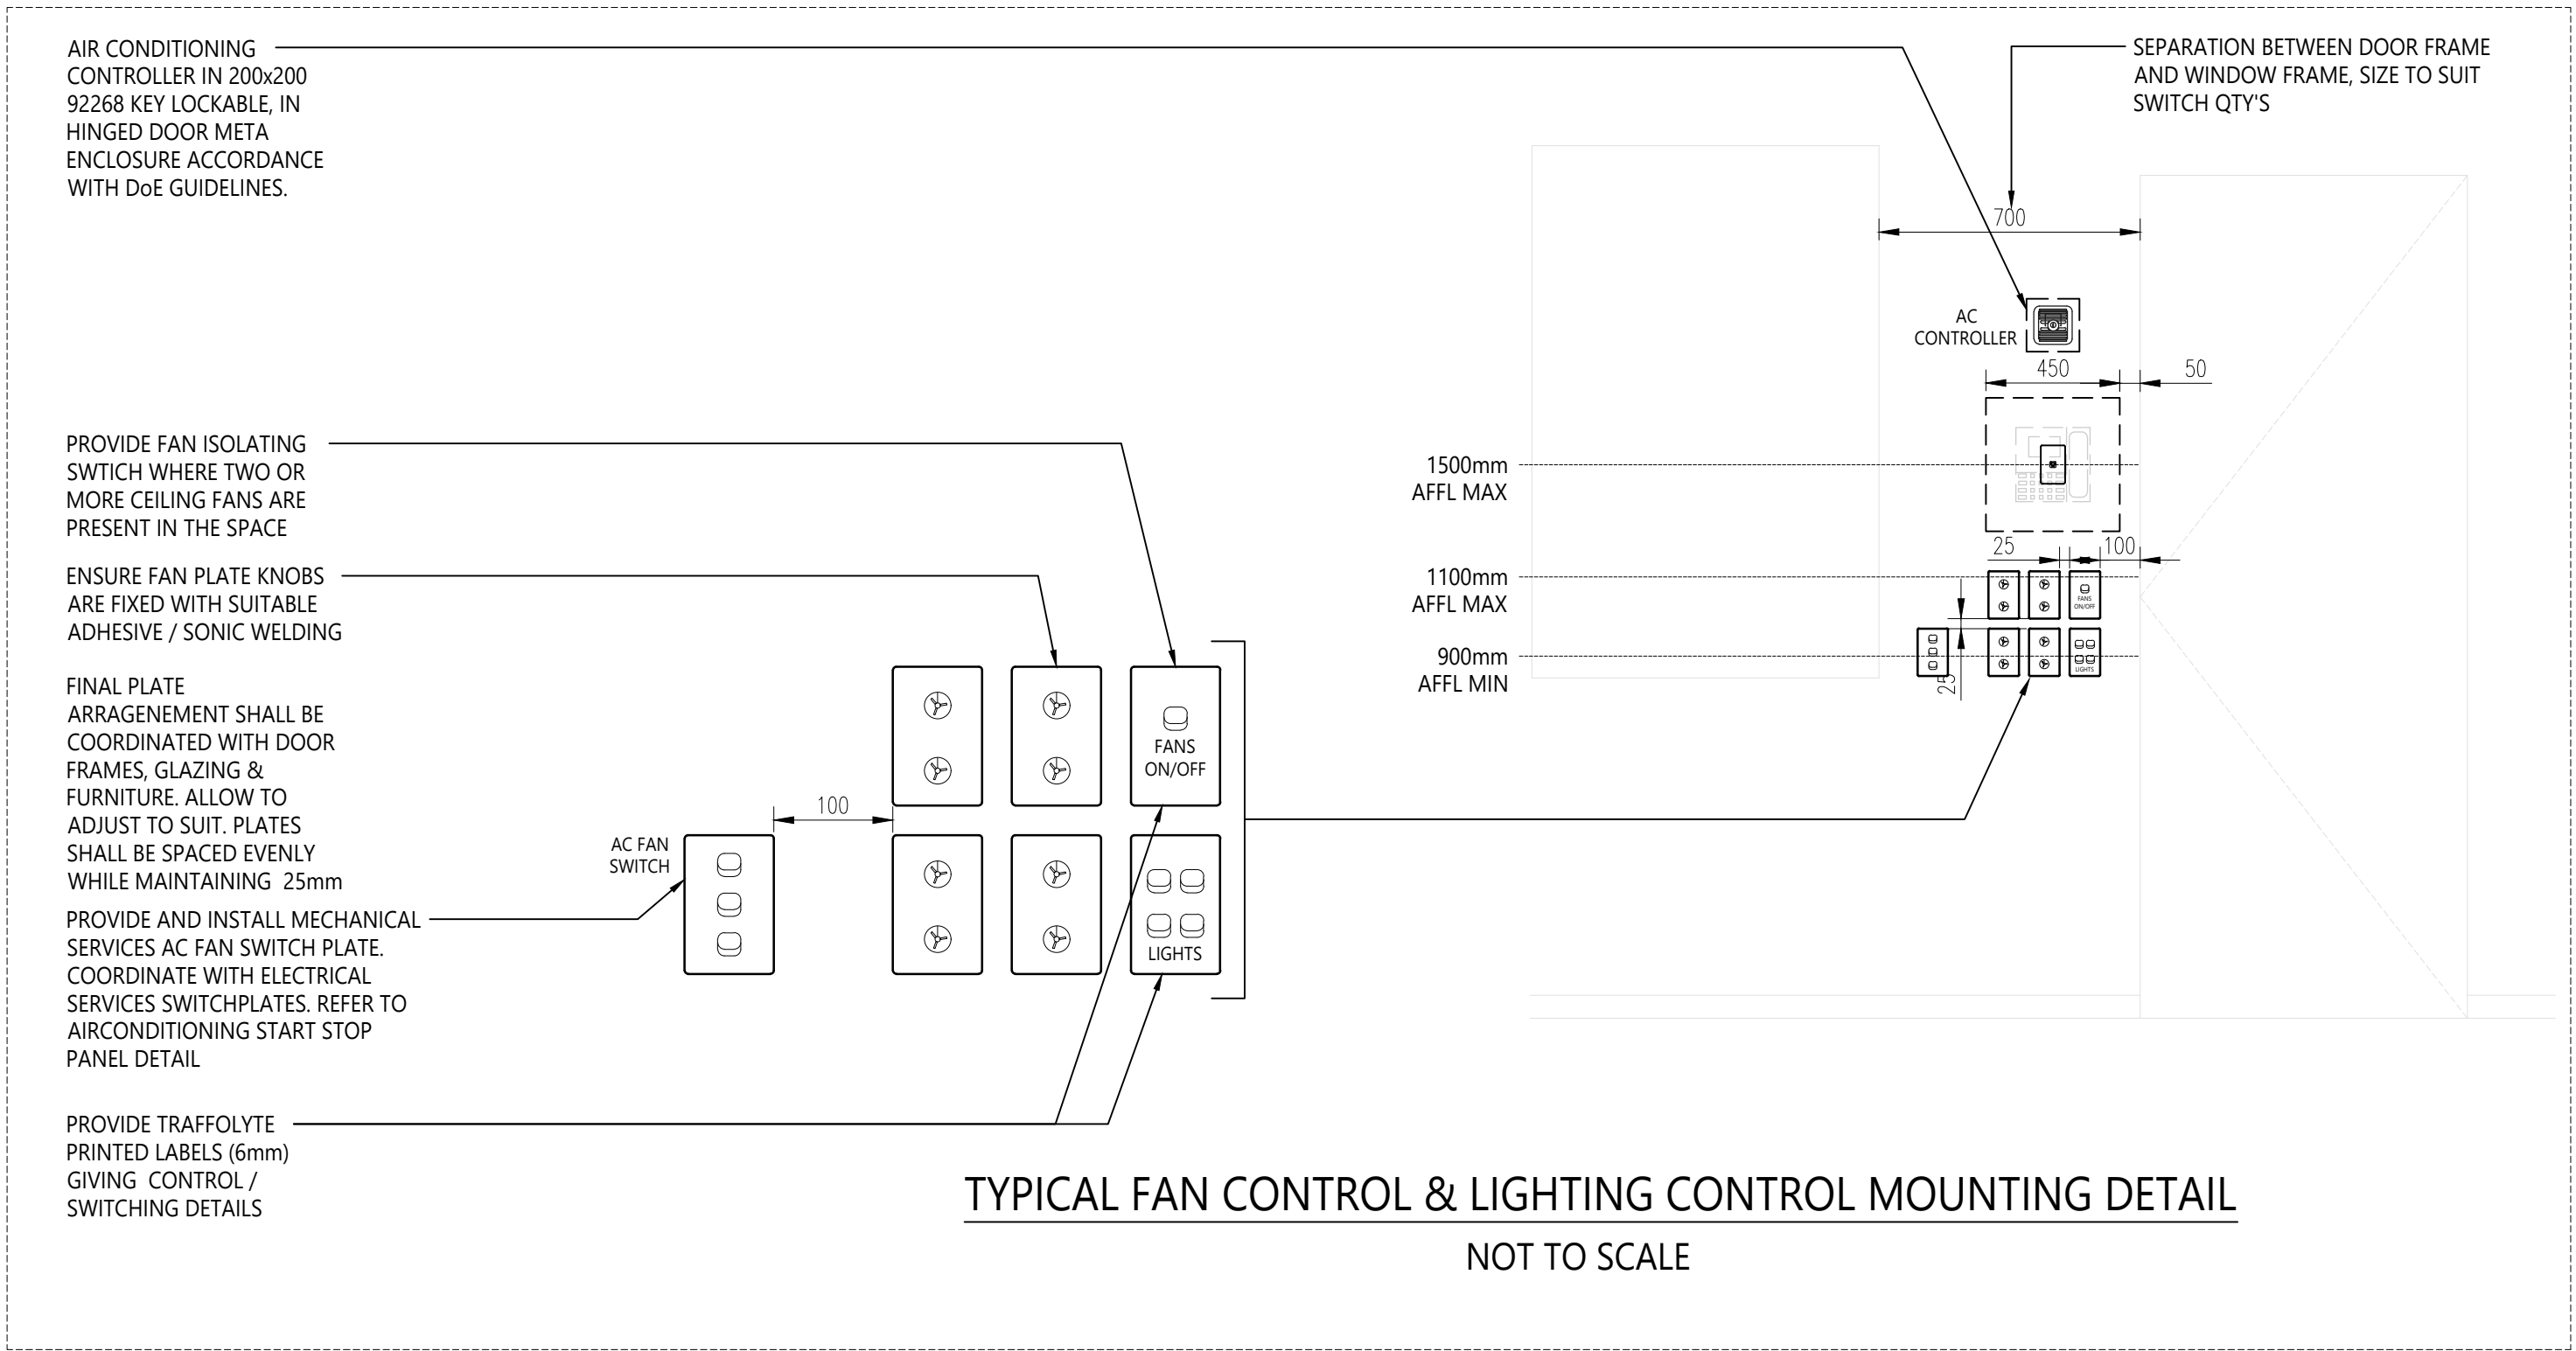 AIR CONDITIONING
CONTROLLER IN 200x200
92268 KEY LOCKABLE, IN
HINGED DOOR META
ENCLOSURE ACCORDANCE
WITH DoE GUIDELINES.
SEPARATION BETWEEN DOOR FRAME
AND WINDOW FRAME, SIZE TO SUIT
SWITCH QTY'S
700
AC
CONTROLLER
450
50
PROVIDE FAN ISOLATING
SWTICH WHERE TWO OR
MORE CEILING FANS ARE
PRESENT IN THE SPACE
1500mm
AFFL MAX
25
100
ENSURE FAN PLATE KNOBS
ARE FIXED WITH SUITABLE
ADHESIVE / SONIC WELDING
1100mm
AFFL MAX
FANS
ON/OFF
900mm
AFFL MIN
25
LIGHTS
FINAL PLATE
ARRAGENEMENT SHALL BE
COORDINATED WITH DOOR
FRAMES, GLAZING &
FURNITURE. ALLOW TO
ADJUST TO SUIT. PLATES
SHALL BE SPACED EVENLY
WHILE MAINTAINING  25mm
FANS
ON/OFF
100
AC FAN
SWITCH
LIGHTS
PROVIDE AND INSTALL MECHANICAL
SERVICES AC FAN SWITCH PLATE.
COORDINATE WITH ELECTRICAL
SERVICES SWITCHPLATES. REFER TO
AIRCONDITIONING START STOP
PANEL DETAIL
PROVIDE TRAFFOLYTE
PRINTED LABELS (6mm)
GIVING  CONTROL /
SWITCHING DETAILS
TYPICAL FAN CONTROL & LIGHTING CONTROL MOUNTING DETAIL
NOT TO SCALE